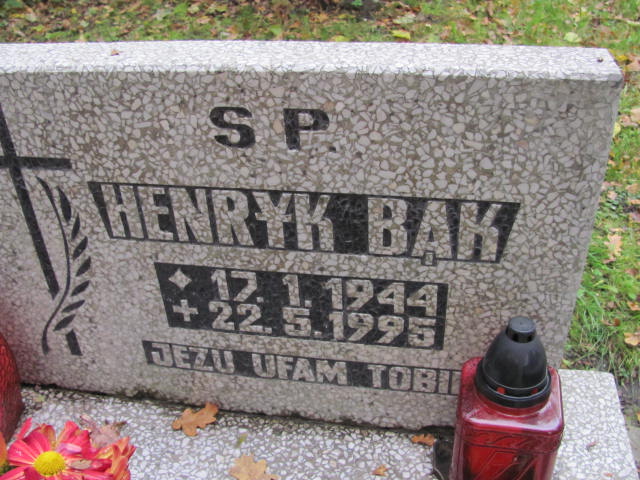 S P.
HENRYK BĄK
17. 1. 1944
+ 22. 5. 1995
JEZU UFAM TOBIE